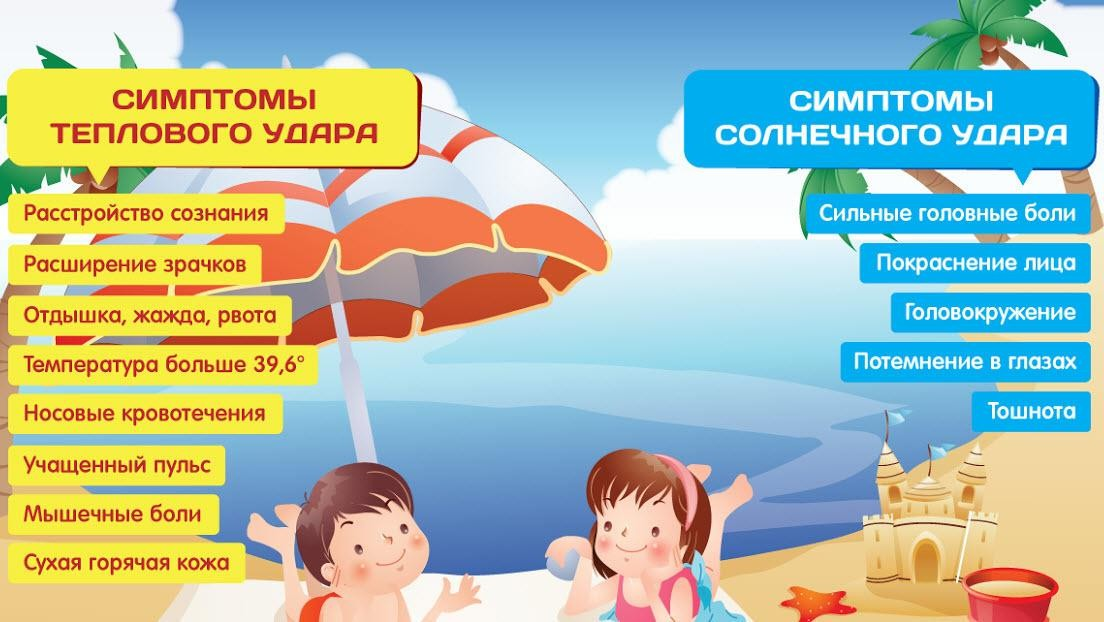 СИМПТОМЫ
ТЕПЛОВОГО УДАРА
Расстройство сознания
Расширение зрачков
Отдышка, жажда, рвота
Температура больше 39,6°
Носовые кровотечения
Учащенный пульс
Мышечные боли
Сухая горячая кожа
СИМПТОМЫ
СОЛНЕЧНОГО УДАРА
Сильные головные боли
Покраснение лица
Головокружение
Потемнение в глазах
Тошнота